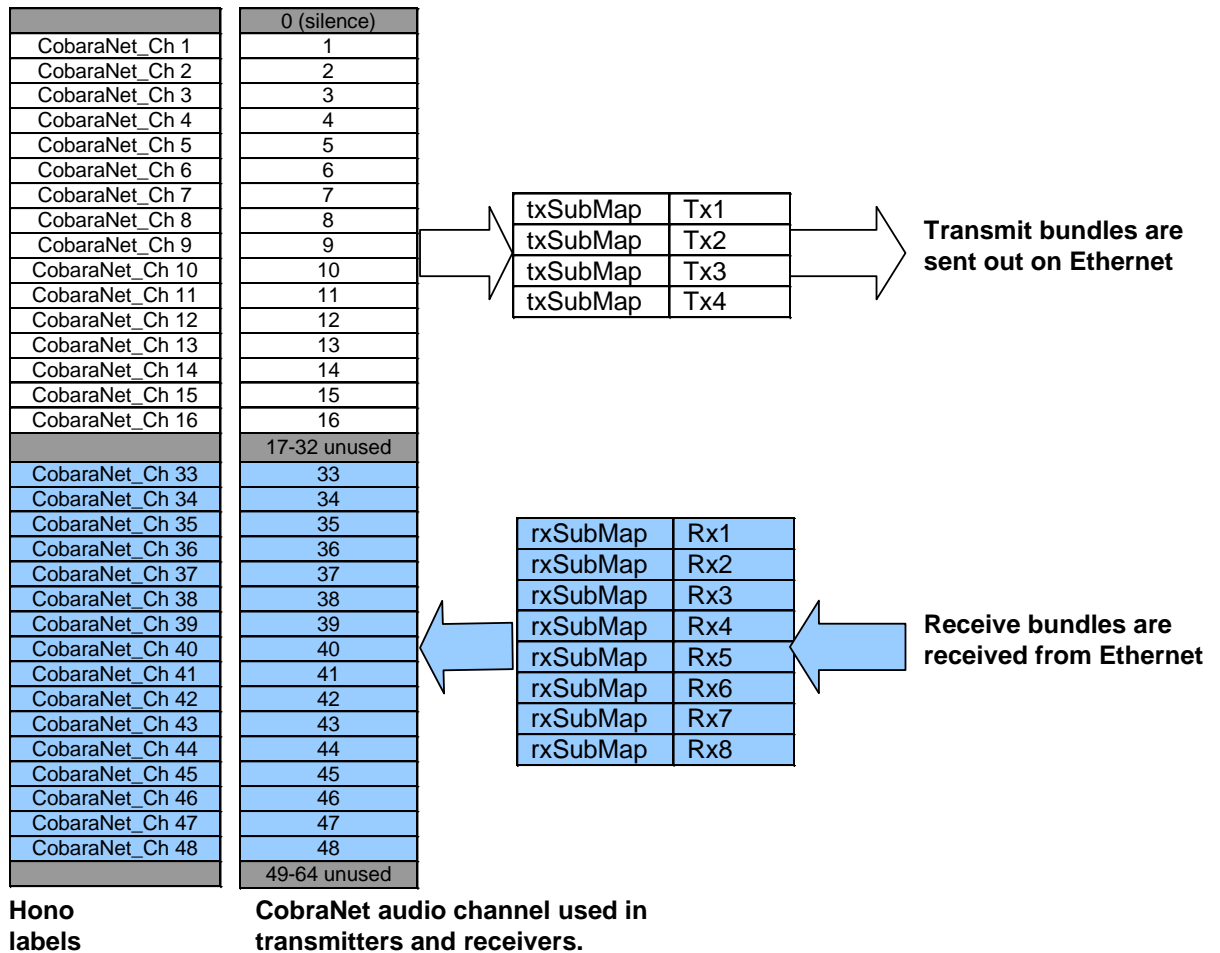 0 (silence)
CobaraNet_Ch 1 1
CobaraNet_Ch 2 2
CobaraNet_Ch 3 3
CobaraNet_Ch 4 4
CobaraNet_Ch 5 5
CobaraNet_Ch 6 6
CobaraNet_Ch 7 7
CobaraNet_Ch 8 8
CobaraNet_Ch 9 9
CobaraNet_Ch 10 10
CobaraNet_Ch 11 11
CobaraNet_Ch 12 12
CobaraNet_Ch 13 13
CobaraNet_Ch 14 14
CobaraNet_Ch 15 15
CobaraNet_Ch 16 16
17-32 unused
CobaraNet_Ch 33 33
CobaraNet_Ch 34 34
CobaraNet_Ch 35 35
CobaraNet_Ch 36 36
CobaraNet_Ch 37 37
CobaraNet_Ch 38 38
CobaraNet_Ch 39 39
CobaraNet_Ch 40 40
CobaraNet_Ch 41 41
CobaraNet_Ch 42 42
CobaraNet_Ch 43 43
CobaraNet_Ch 44 44
CobaraNet_Ch 45 45
CobaraNet_Ch 46 46
CobaraNet_Ch 47 47
CobaraNet_Ch 48 48
49-64 unused
Hono
labels
CobraNet audio channel used in
transmitters and receivers.
txSubMap Tx1
txSubMap Tx2
txSubMap Tx3
txSubMap Tx4
Transmit bundles are
sent out on Ethernet
rxSubMap Rx1
rxSubMap Rx2
rxSubMap Rx3
rxSubMap Rx4
rxSubMap Rx5
rxSubMap Rx6
rxSubMap Rx7
rxSubMap Rx8
Receive bundles are
received from Ethernet